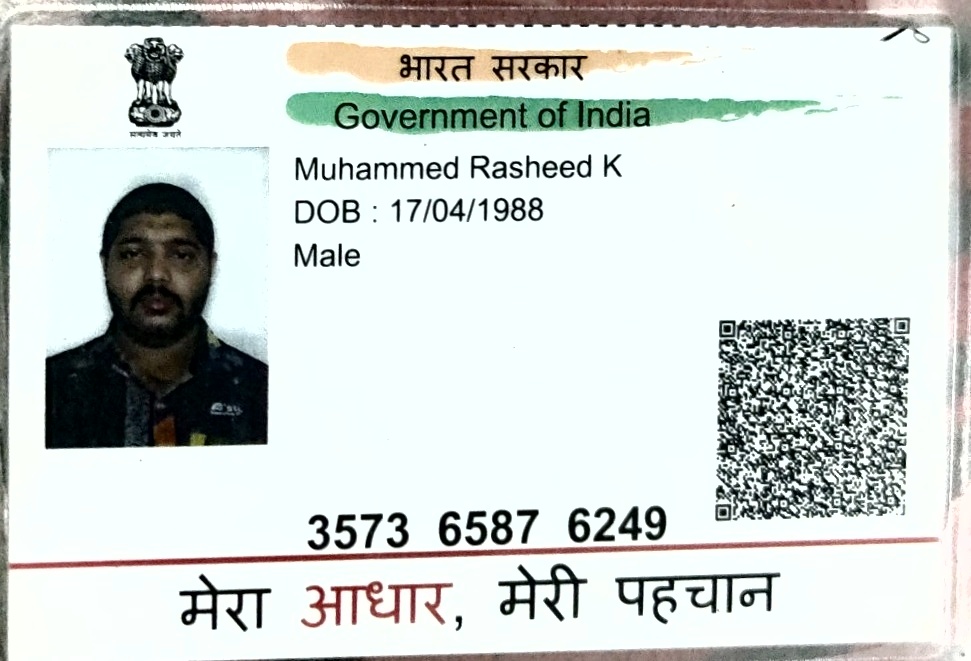 भारत सरकार
Government of India
सत्यमेव जयते
Muhammed Rasheed K
DOB : 17/04/1988
Male
3573 6587 6249
मेरा आधार, मेरी पहचान